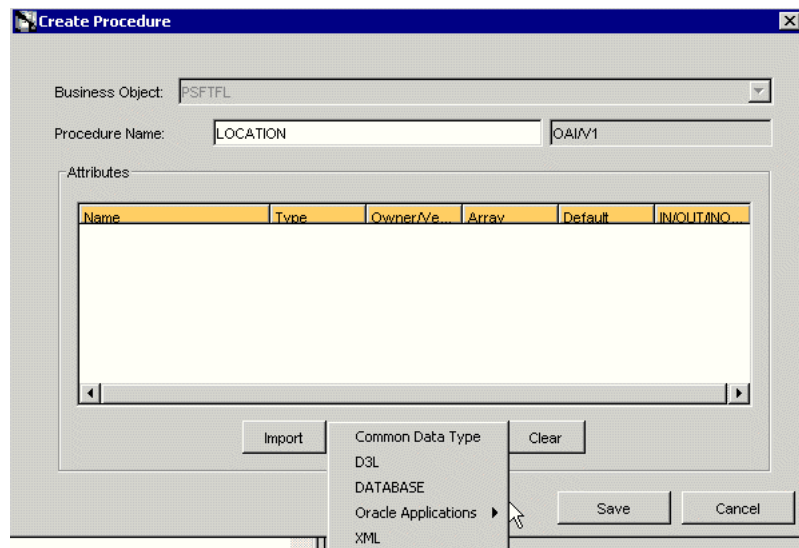 Create Procedure
Business Object: PSFTFL
Procedure Name: LOCATION OAI/V1
Attributes
Name Type Owner/Ve... Array Default IN/OUT/INO...
Import Common Data Type Clear
D3L
DATABASE
Oracle Applications
Save Cancel
XML